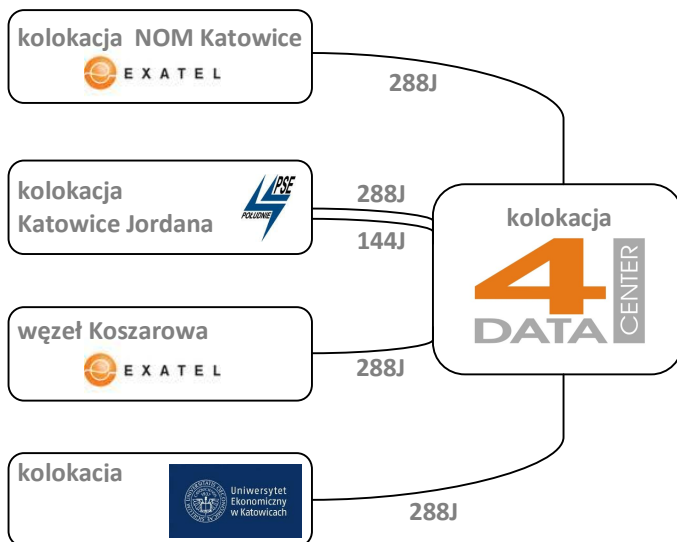 kolokacja NOM Katowice
EXATEL
288J
kolokacja
Katowice Jordana
PSE
POŁUDNIE
288J
144J
kolokacja
4
DATA
CENTER
węzeł Koszarowa
EXATEL
288J
kolokacja
Uniwersytet
Ekonomiczny
w Katowicach
288J